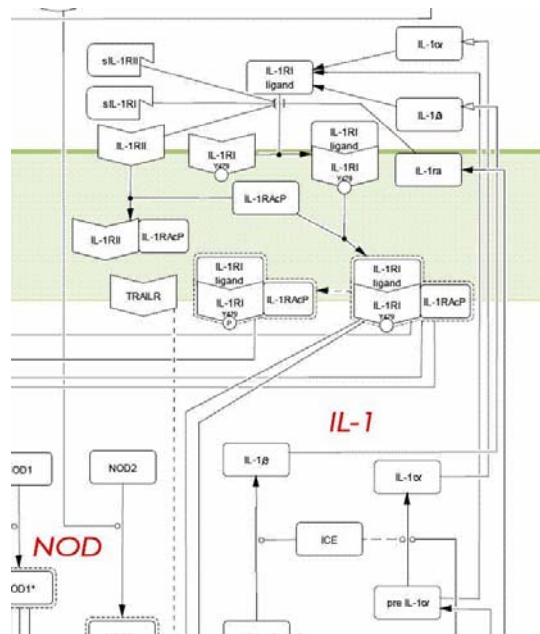 IL-1α
sIL-1RII
IL-1RI
ligand
sIL-1RI
IL-1β
IL-1RII
IL-1RI
Y479
IL-1RI
ligand
IL-1RI
Y479
IL-1ra
IL-1RAcP
IL-1RII
IL-1RAcP
IL-1RI
ligand
IL-1RI
Y479
P
IL-1RAcP
IL-1RI
ligand
IL-1RI
Y479
IL-1RAcP
TRAILR
IL-1
IL-1β
IL-1α
OD1
NOD2
NOD
ICE
OD1*
pre IL-1α